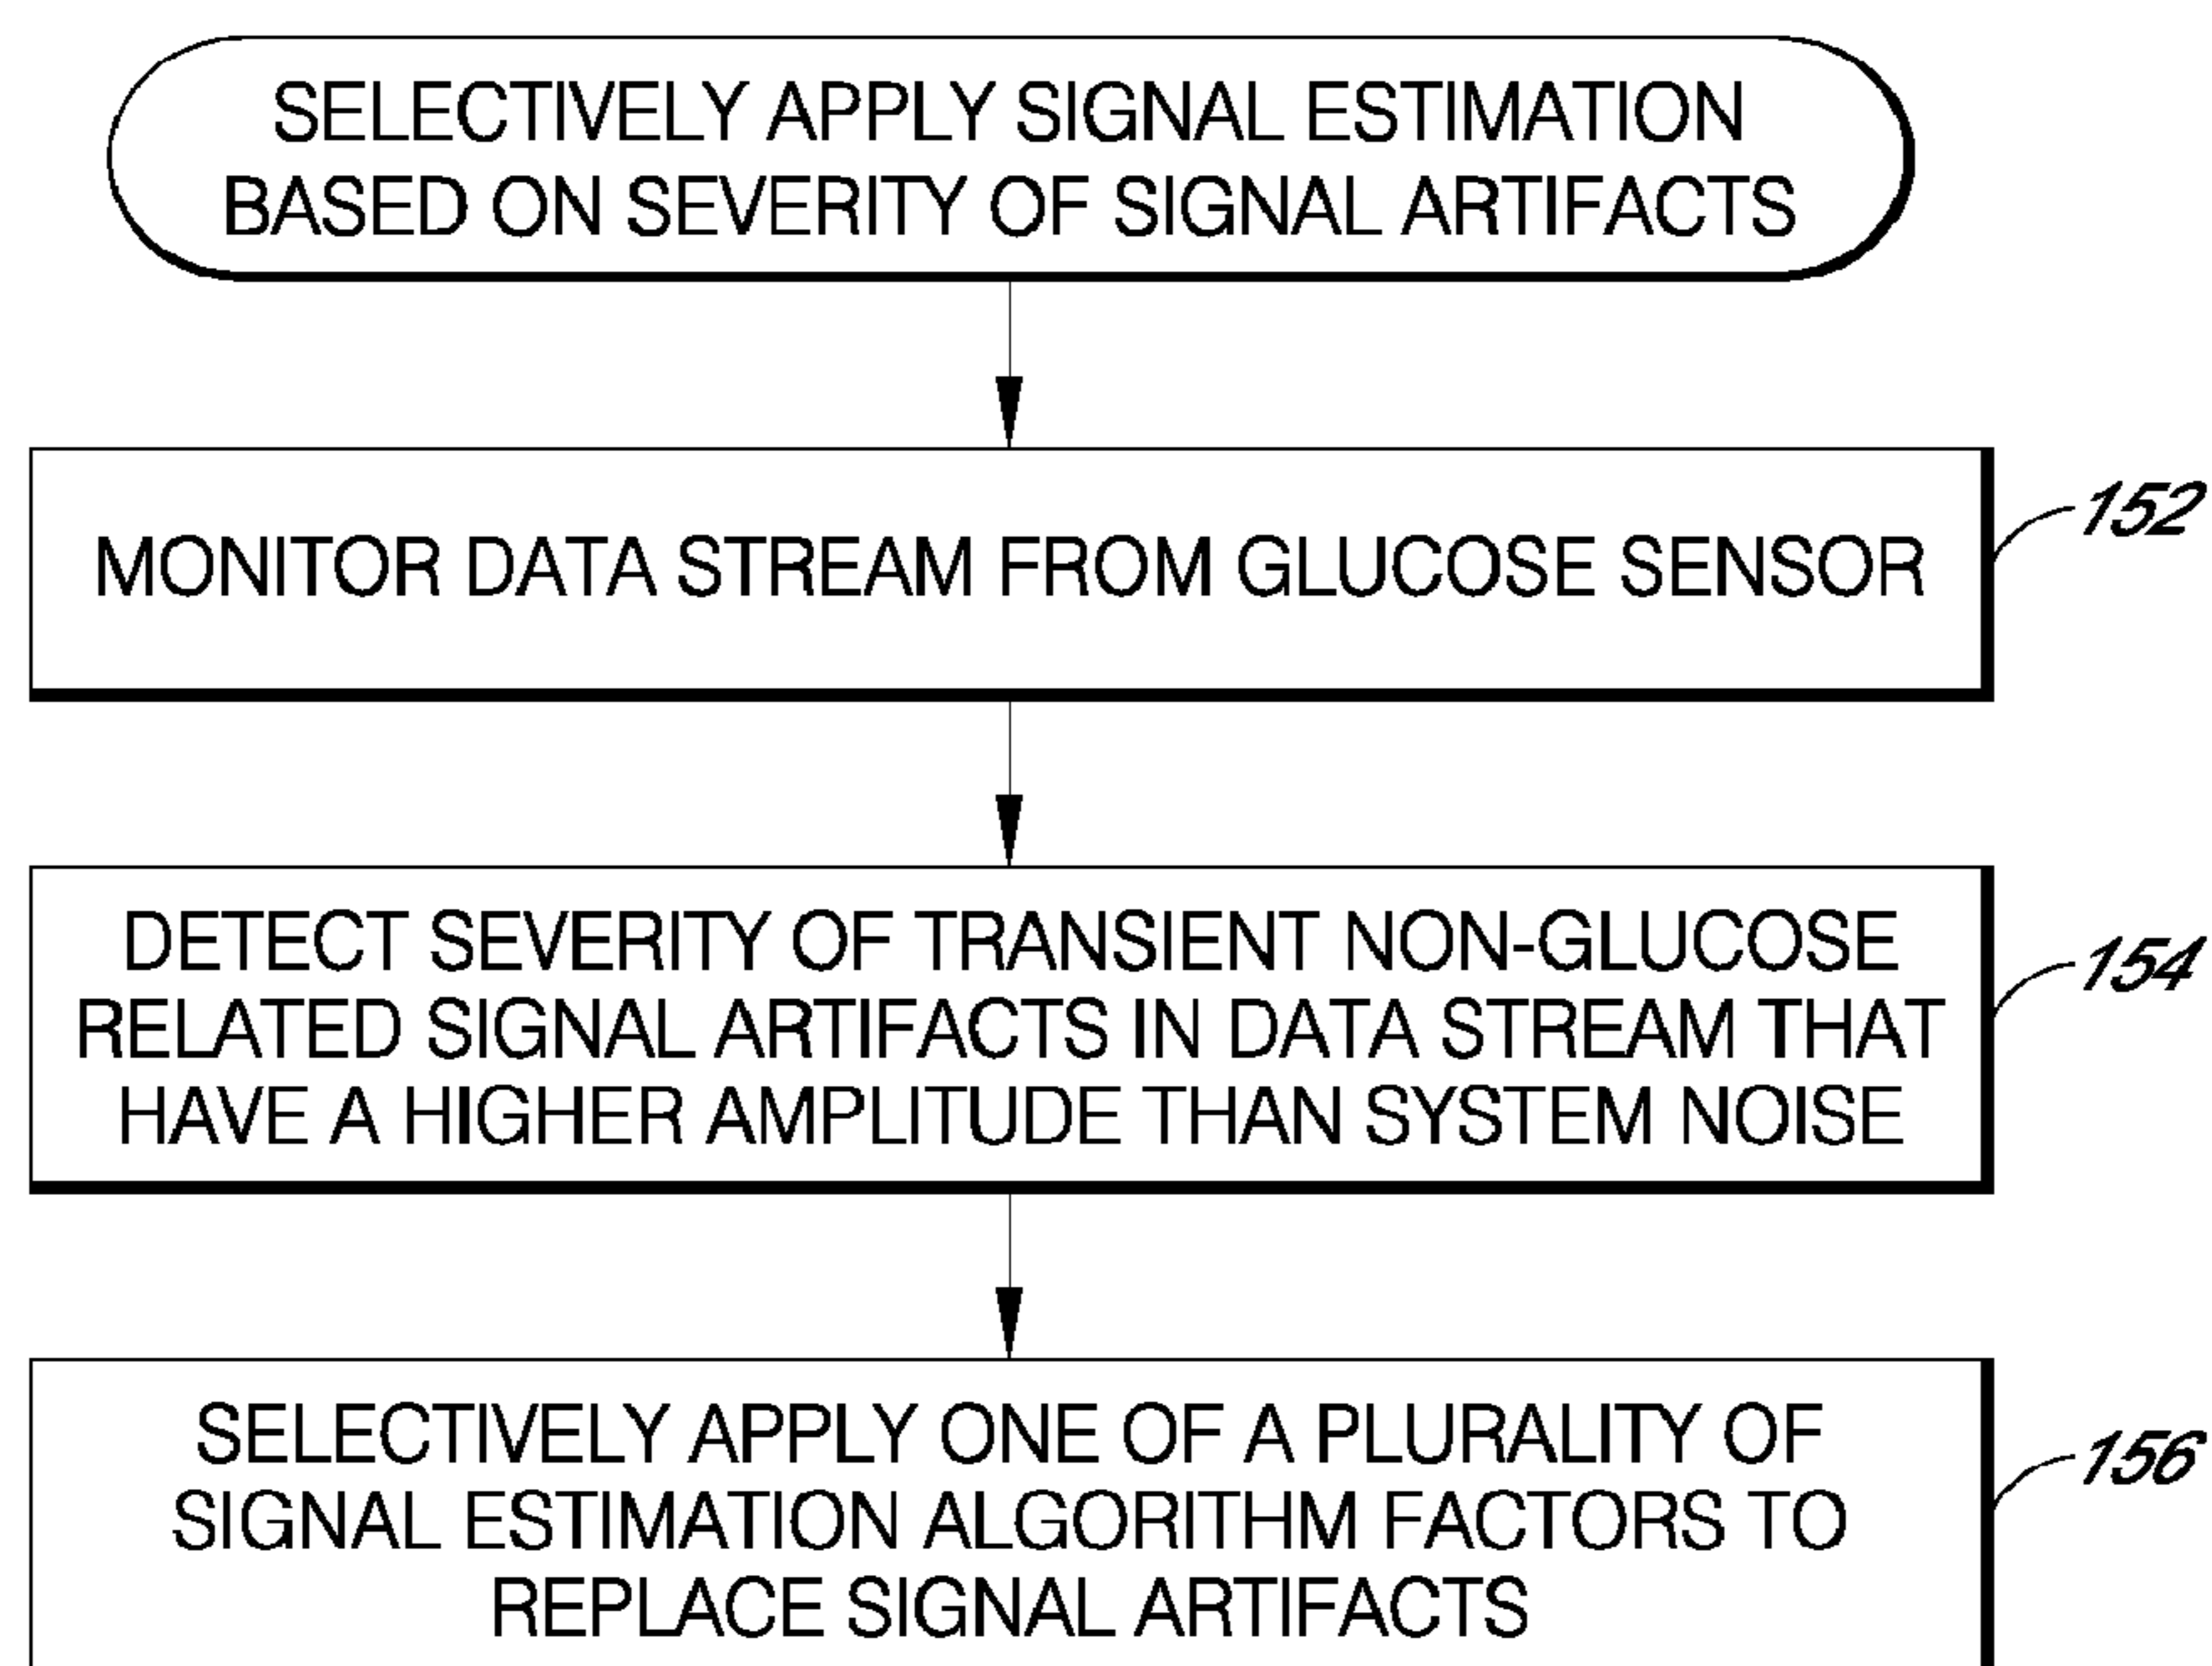 SELECTIVELY APPLY SIGNAL ESTIMATION
BASED ON SEVERITY OF SIGNAL ARTIFACTS
MONITOR DATA STREAM FROM GLUCOSE SENSOR
152
DETECT SEVERITY OF TRANSIENT NON-GLUCOSE
RELATED SIGNAL ARTIFACTS IN DATA STREAM THAT
HAVE A HIGHER AMPLITUDE THAN SYSTEM NOISE
154
SELECTIVELY APPLY ONE OF A PLURALITY OF
SIGNAL ESTIMATION ALGORITHM FACTORS TO
REPLACE SIGNAL ARTIFACTS
156